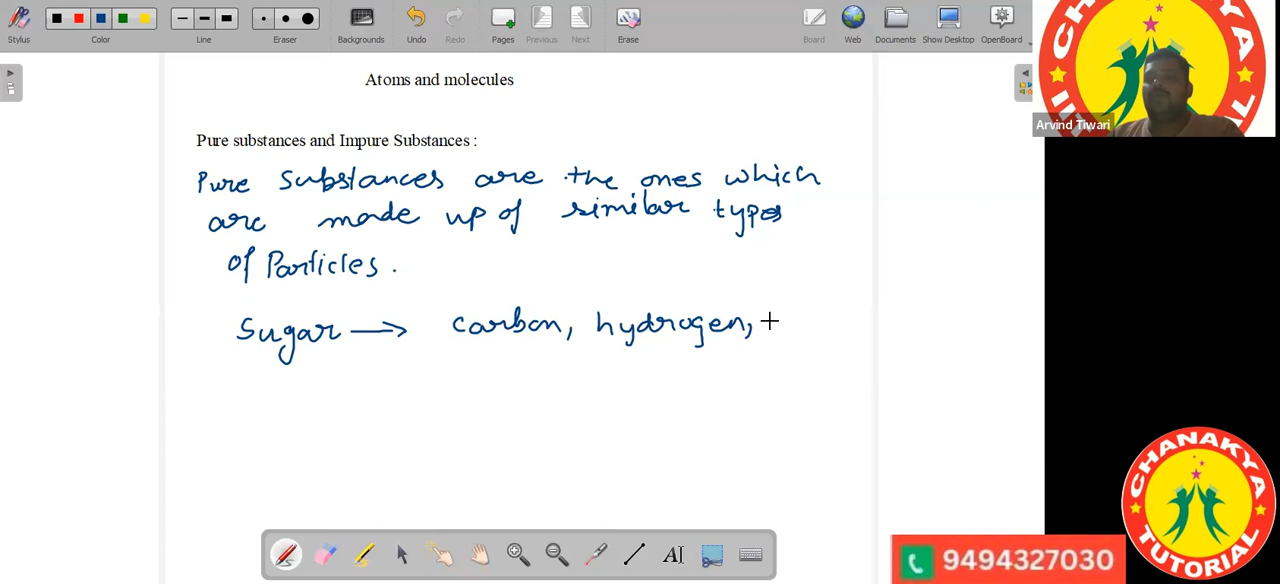 Stylus
Color
Line
Eraser
Backgrounds
Undo
Redo
Pages
Previous
Next
Erase
Board
Web
Documents
Show Desktop
OpenBoard
Atoms and molecules
Pure substances and Impure Substances :
Pure substances are the ones which
are made up of similar types
of Particles .
Sugar → carbon, hydrogen,
Arvind Tiwari
CHANAKYA
TUTORIAL
9494327030